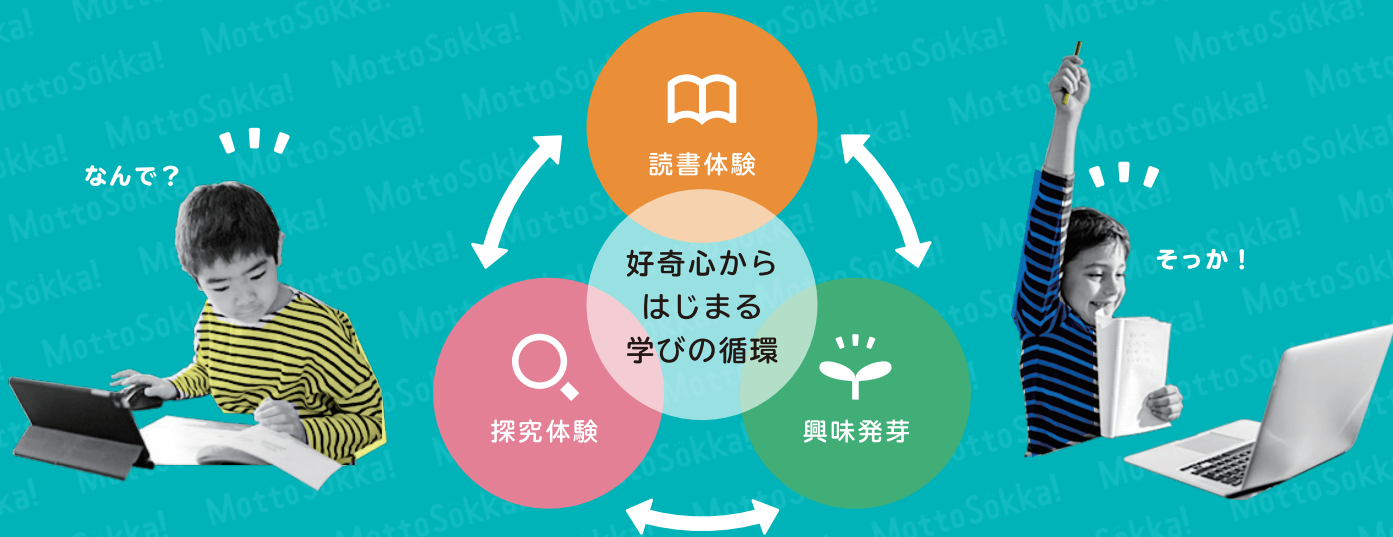 MottoSokka!
なんで？
読書体験
好奇心から
はじまる
学びの循環
そっか！
探究体験
興味発芽